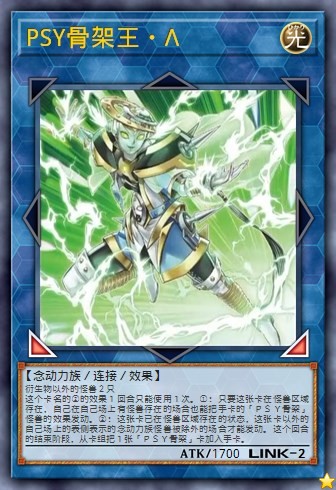 PSY骨架王・Λ
光
【念动力族/连接/效果】
衍生物以外的怪兽2只
这个卡名的②的效果1回合只能使用1次。①:只要这张卡在怪兽区域
存在,自己在自己场上有怪兽存在的场合也能把手卡的「PSY骨架」
怪兽的效果发动。②:这张卡已在怪兽区域存在的状态,这张卡以外的
自己场上的表侧表示的念动力族怪兽被除外的场合才能发动。这个回合
的结束阶段,从卡组把1张「PSY骨架」卡加入手卡。
ATK/1700 LINK-2